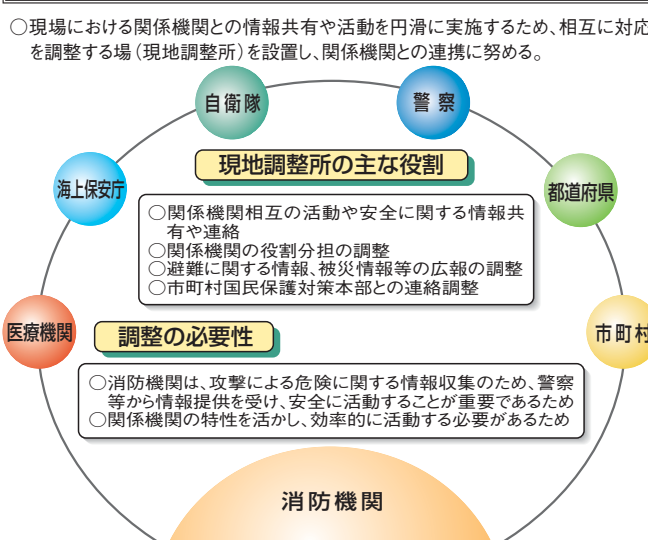 ○現場における関係機関との情報共有や活動を円滑に実施するため、相互に対応
を調整する場（現地調整所）を設置し、関係機関との連携に努める。
自衛隊
警察
現地調整所の主な役割
海上保安庁
都道府県
○関係機関相互の活動や安全に関する情報共
有や連絡
○関係機関の役割分担の調整
○避難に関する情報、被災情報等の広報の調整
○市町村国民保護対策本部との連絡調整
医療機関
調整の必要性
市町村
○消防機関は、攻撃による危険に関する情報収集のため、警察
等から情報提供を受け、安全に活動することが重要であるため
○関係機関の特性を活かし、効率的に活動する必要があるため
消防機関